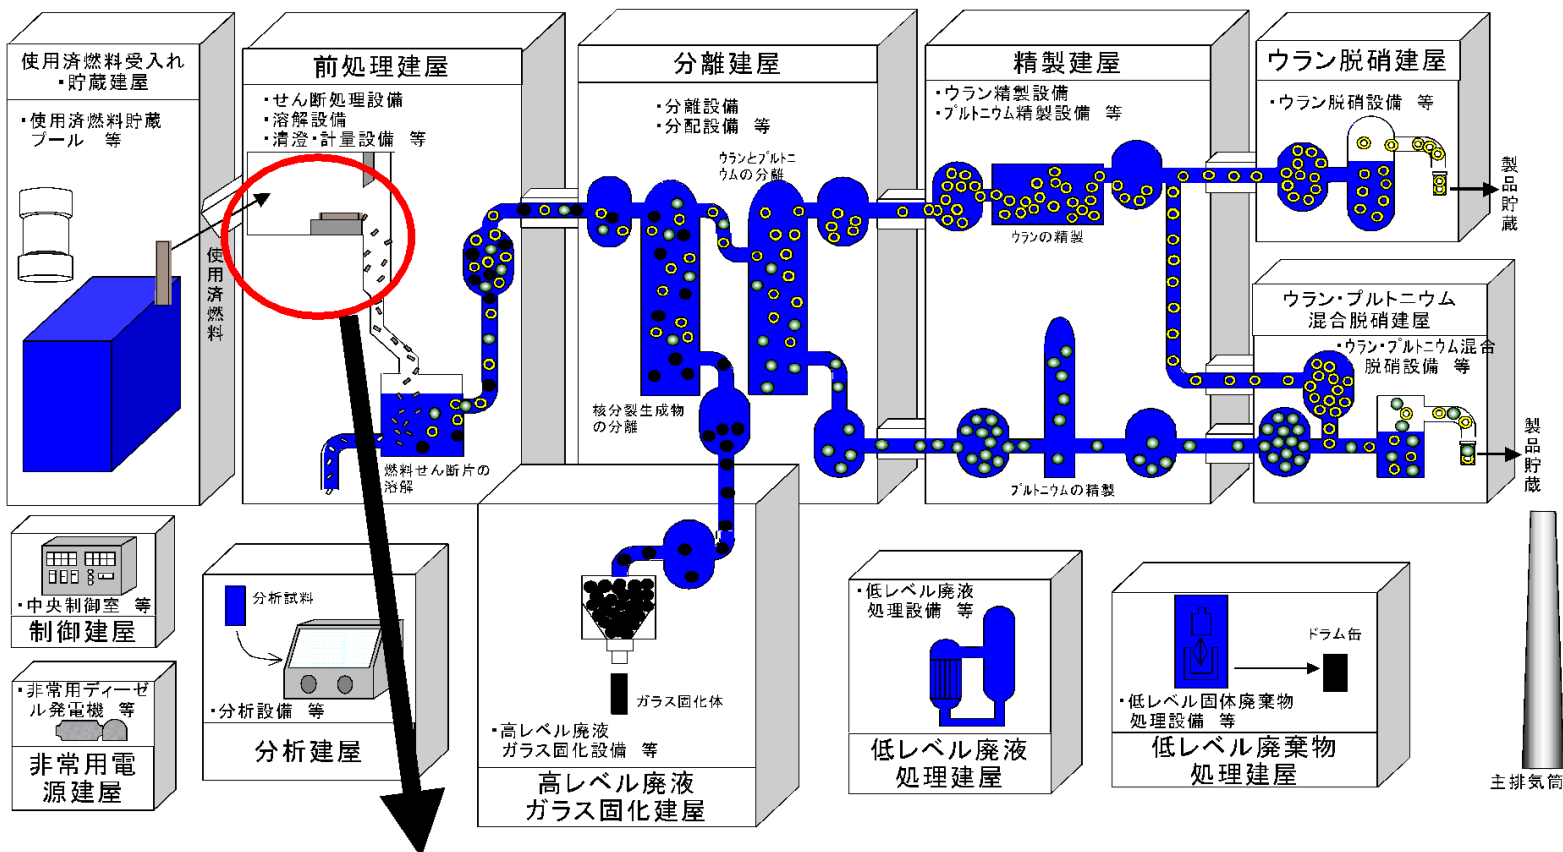 使用済燃料受入れ
・貯蔵建屋
・使用済燃料貯蔵
プール 等
使用済燃料
前処理建屋
・せん断処理設備
・溶解設備
・清澄・計量設備 等
燃料せん断片の
溶解
分離建屋
・分離設備
・分配設備 等
ウランとプルトニ
ウムの分離
核分裂生成物
の分離
精製建屋
・ウラン精製設備
・プルトニウム精製設備 等
ウランの精製
プルトニウムの精製
ウラン脱硝建屋
・ウラン脱硝設備 等
製品貯蔵
ウラン・プルトニウム
混合脱硝建屋
・ウラン・プルトニウム混合
脱硝設備 等
製品貯蔵
・中央制御室 等
制御建屋
・非常用ディーゼ
ル発電機 等
非常用電
源建屋
分析試料
・分析設備 等
分析建屋
ガラス固化体
・高レベル廃液
ガラス固化設備 等
高レベル廃液
ガラス固化建屋
・低レベル廃液
処理設備 等
低レベル廃液
処理建屋
ドラム缶
・低レベル固体廃棄物
処理設備 等
低レベル廃棄物
処理建屋
主排気筒